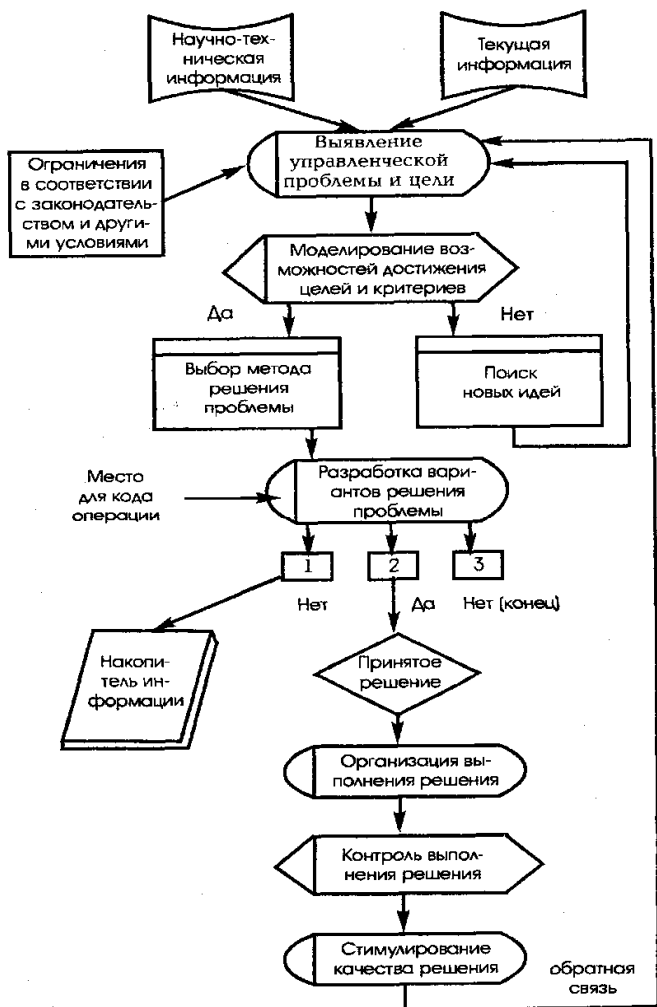 Научно-тех-
ническая
информация
Текущая
информация
Выявление
управленческой
проблемы и цели
Ограничения
в соответствии
с законодатель-
ством и други-
ми условиями
Моделирование воз-
можностей достижения
целей и критериев
Да
Нет
Выбор метода
решения
проблемы
Поиск
новых идей
Место
для кода
операции
Разработка вари-
антов решения
проблемы
1
2
3
Нет
Да
Нет (конец)
Накопи-
тель ин-
формации
Принятое
решение
Организация вы-
полнения решения
Контроль выпол-
нения решения
Стимулирование
качества решения
обратная
связь